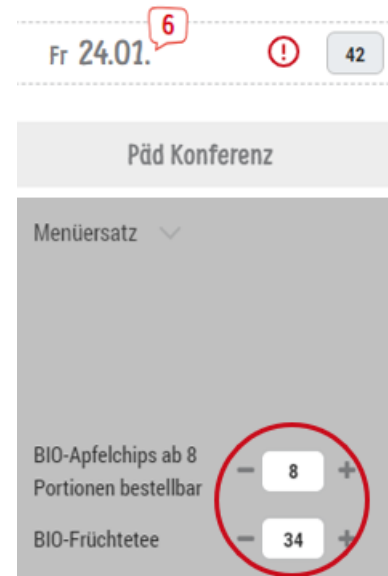 6
Fr 24.01. ! 42
Päd Konferenz
Menüersatz
BIO-Apfelchips ab 8
Portionen bestellbar
− 8 +
BIO-Früchtetee − 34 +